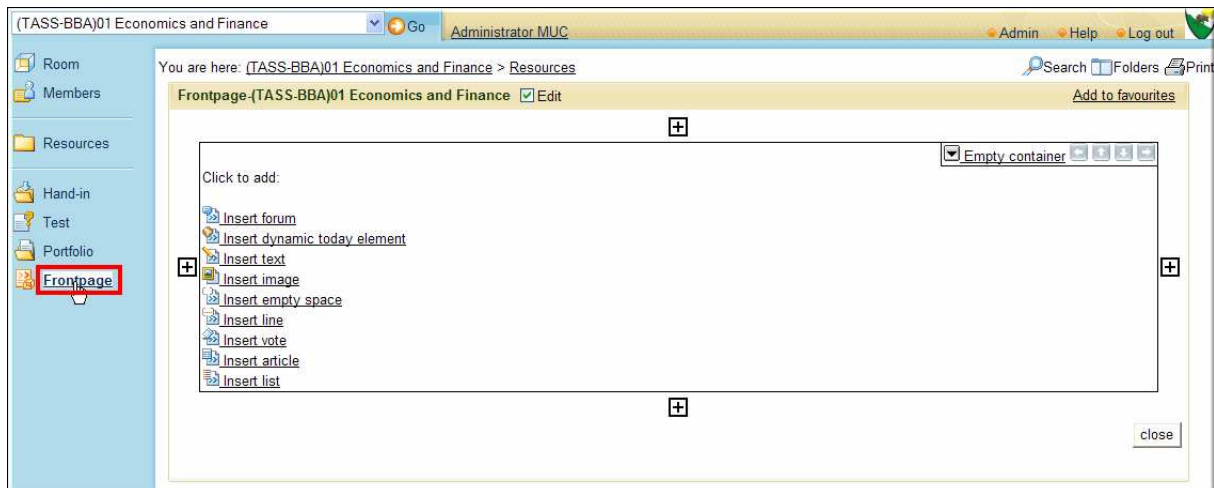 (TASS-BBA)01 Economics and Finance Go Administrator MUC Admin Help Log out
Room
Members
Resources
Hand-in
Test
Portfolio
Frontpage
You are here: (TASS-BBA)01 Economics and Finance > Resources Search Folders Print
Frontpage-(TASS-BBA)01 Economics and Finance Edit Add to favourites
Empty container
Click to add:
Insert forum
Insert dynamic today element
Insert text
Insert image
Insert empty space
Insert line
Insert vote
Insert article
Insert list
close